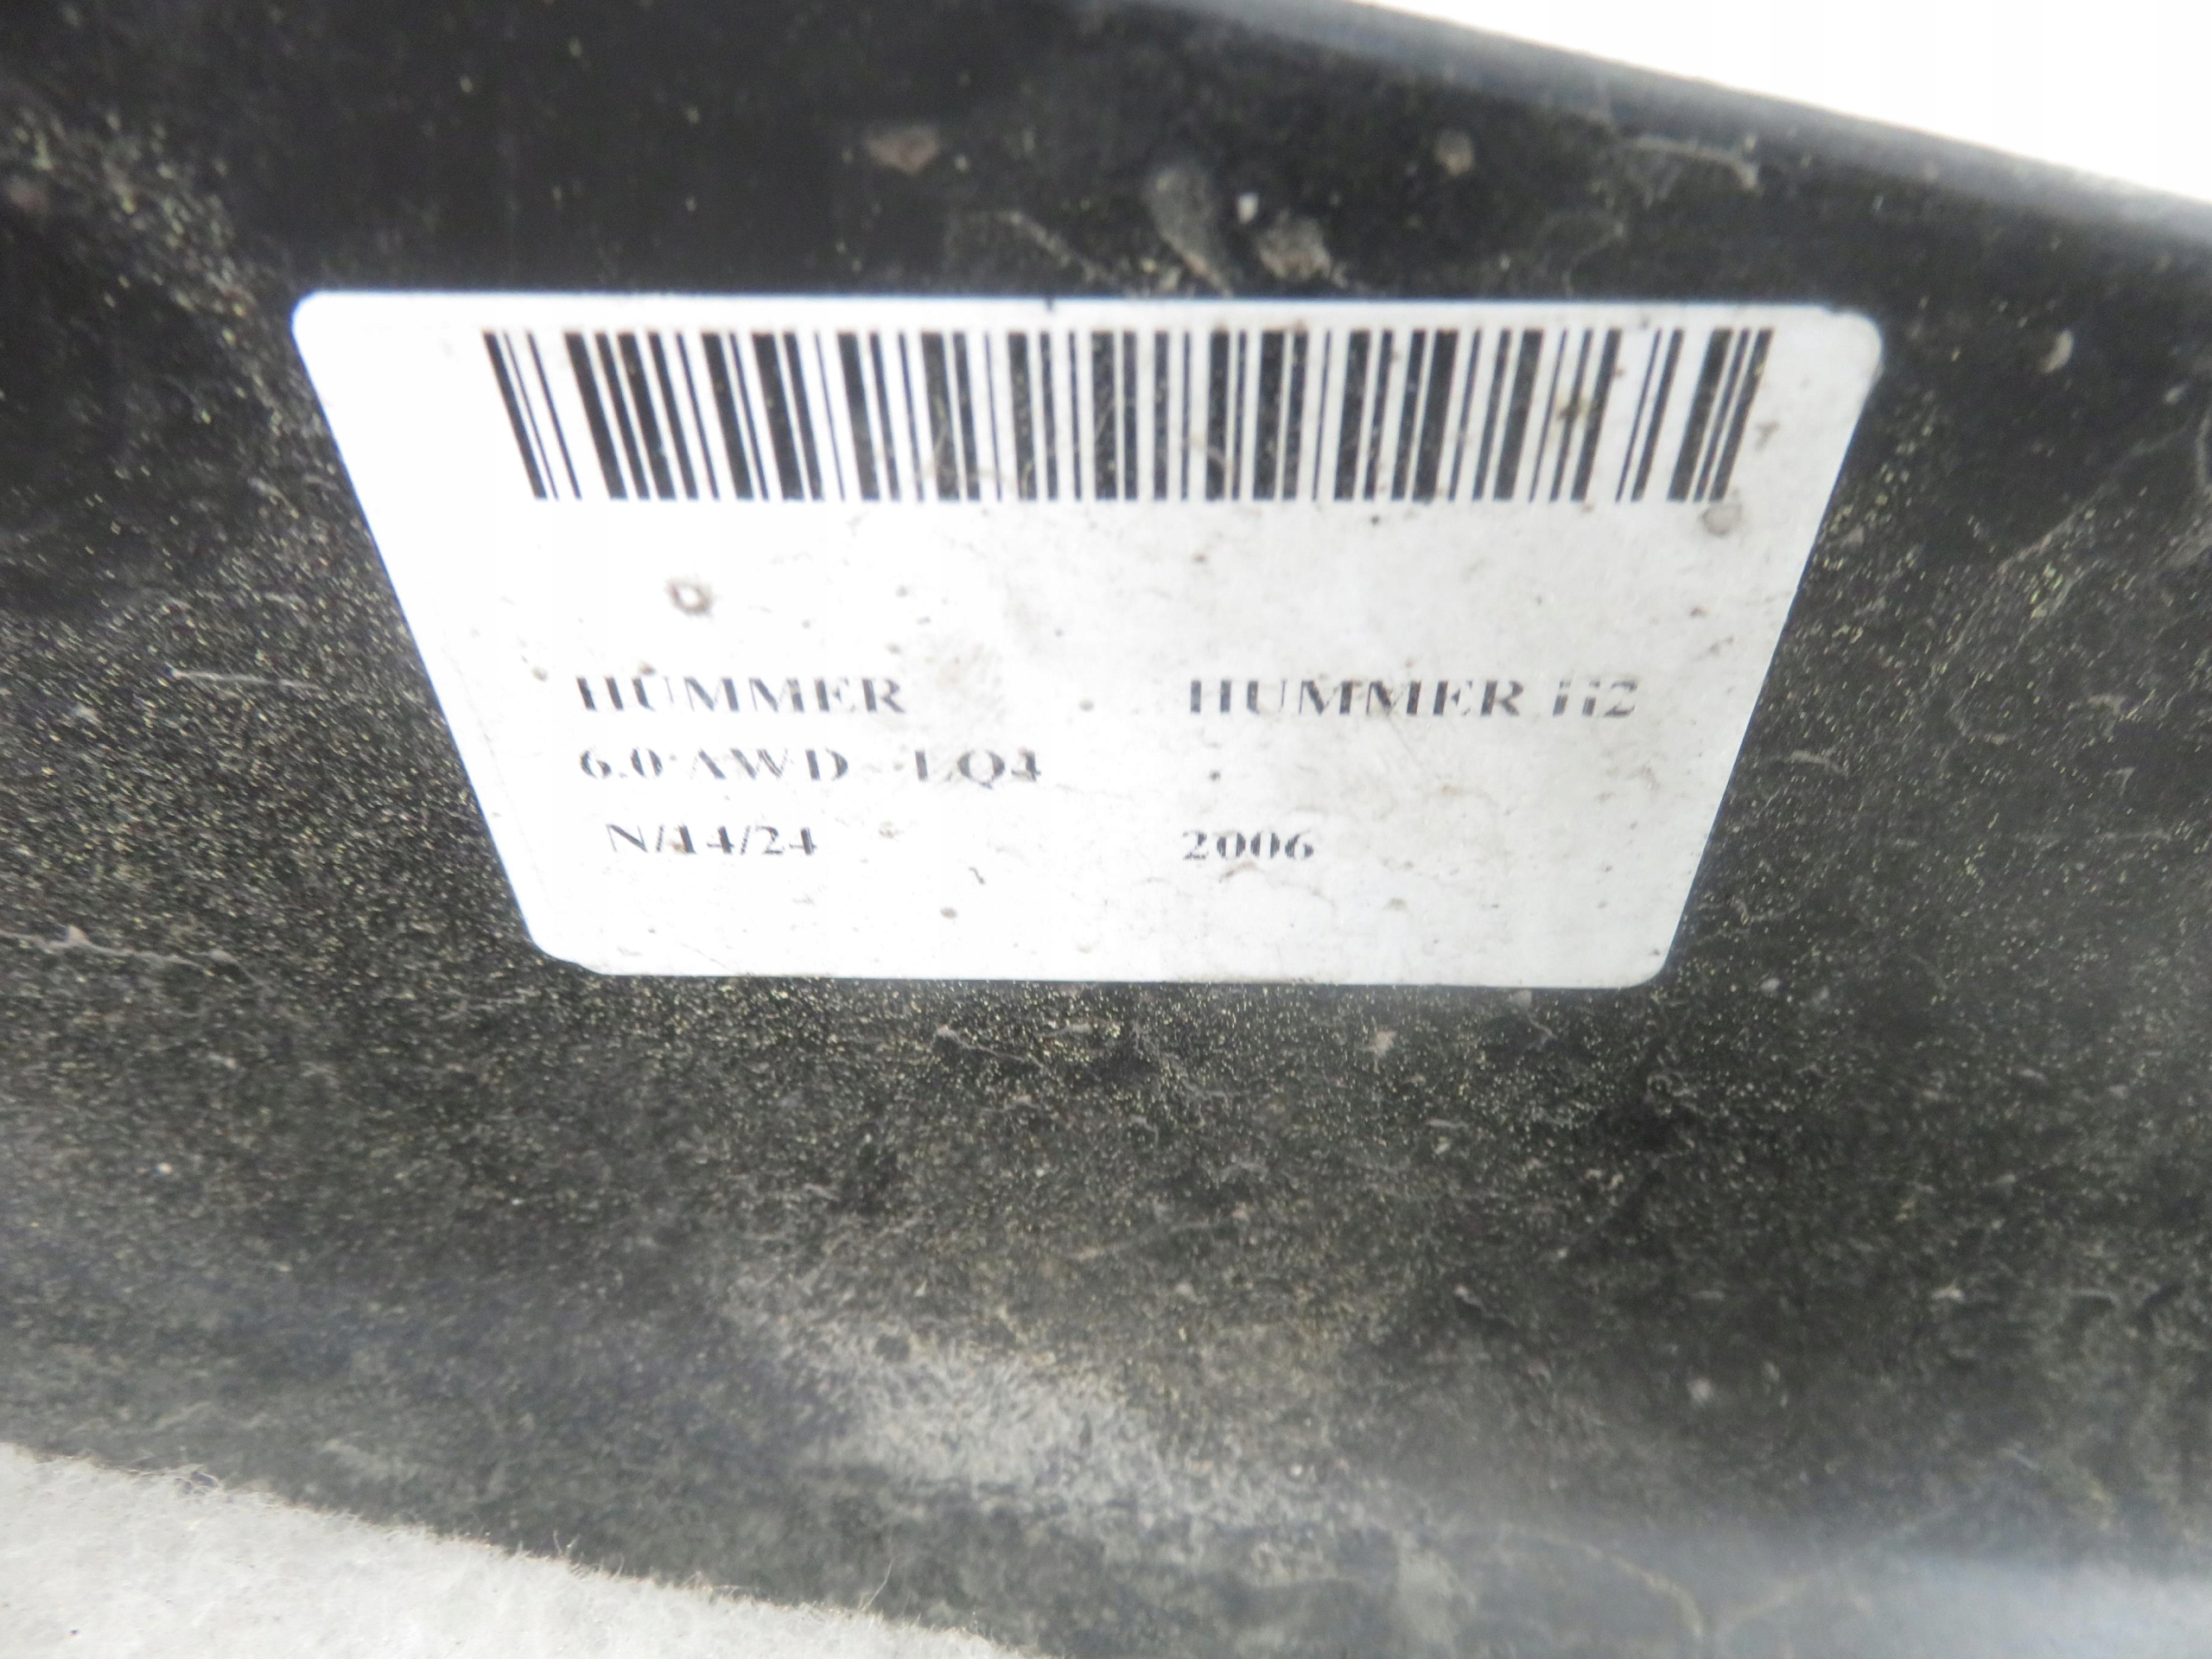 HUMMER HUMMER H2
6.0 AWD - LQ4
N/14/24 2006